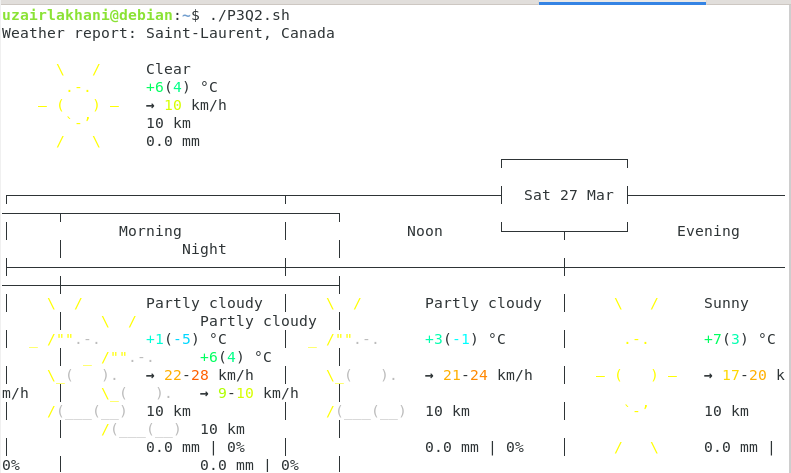 uzairlakhani@debian:~$ ./P3Q2.sh
Weather report: Saint-Laurent, Canada
\   /     Clear
.-.      +6(4) °C
― (   ) ―   → 10 km/h
`-’      10 km
/   \     0.0 mm
Sat 27 Mar
Morning Noon Evening
Night
\  /       Partly cloudy \  /       Partly cloudy \   /     Sunny
\  /       Partly cloudy
_ /"".-.     +1(-5) °C _ /"".-.     +3(-1) °C .-.      +7(3) °C
_ /"".-.     +6(4) °C
\_(   ).   → 22-28 km/h \_(   ).   → 21-24 km/h ― (   ) ―   → 17-20 k
m/h \_(   ).   → 9-10 km/h
/(___(__)  10 km /(___(__)  10 km `-’      10 km
/(___(__)  10 km
0.0 mm | 0% 0.0 mm | 0% /   \     0.0 mm |
0% 0.0 mm | 0%